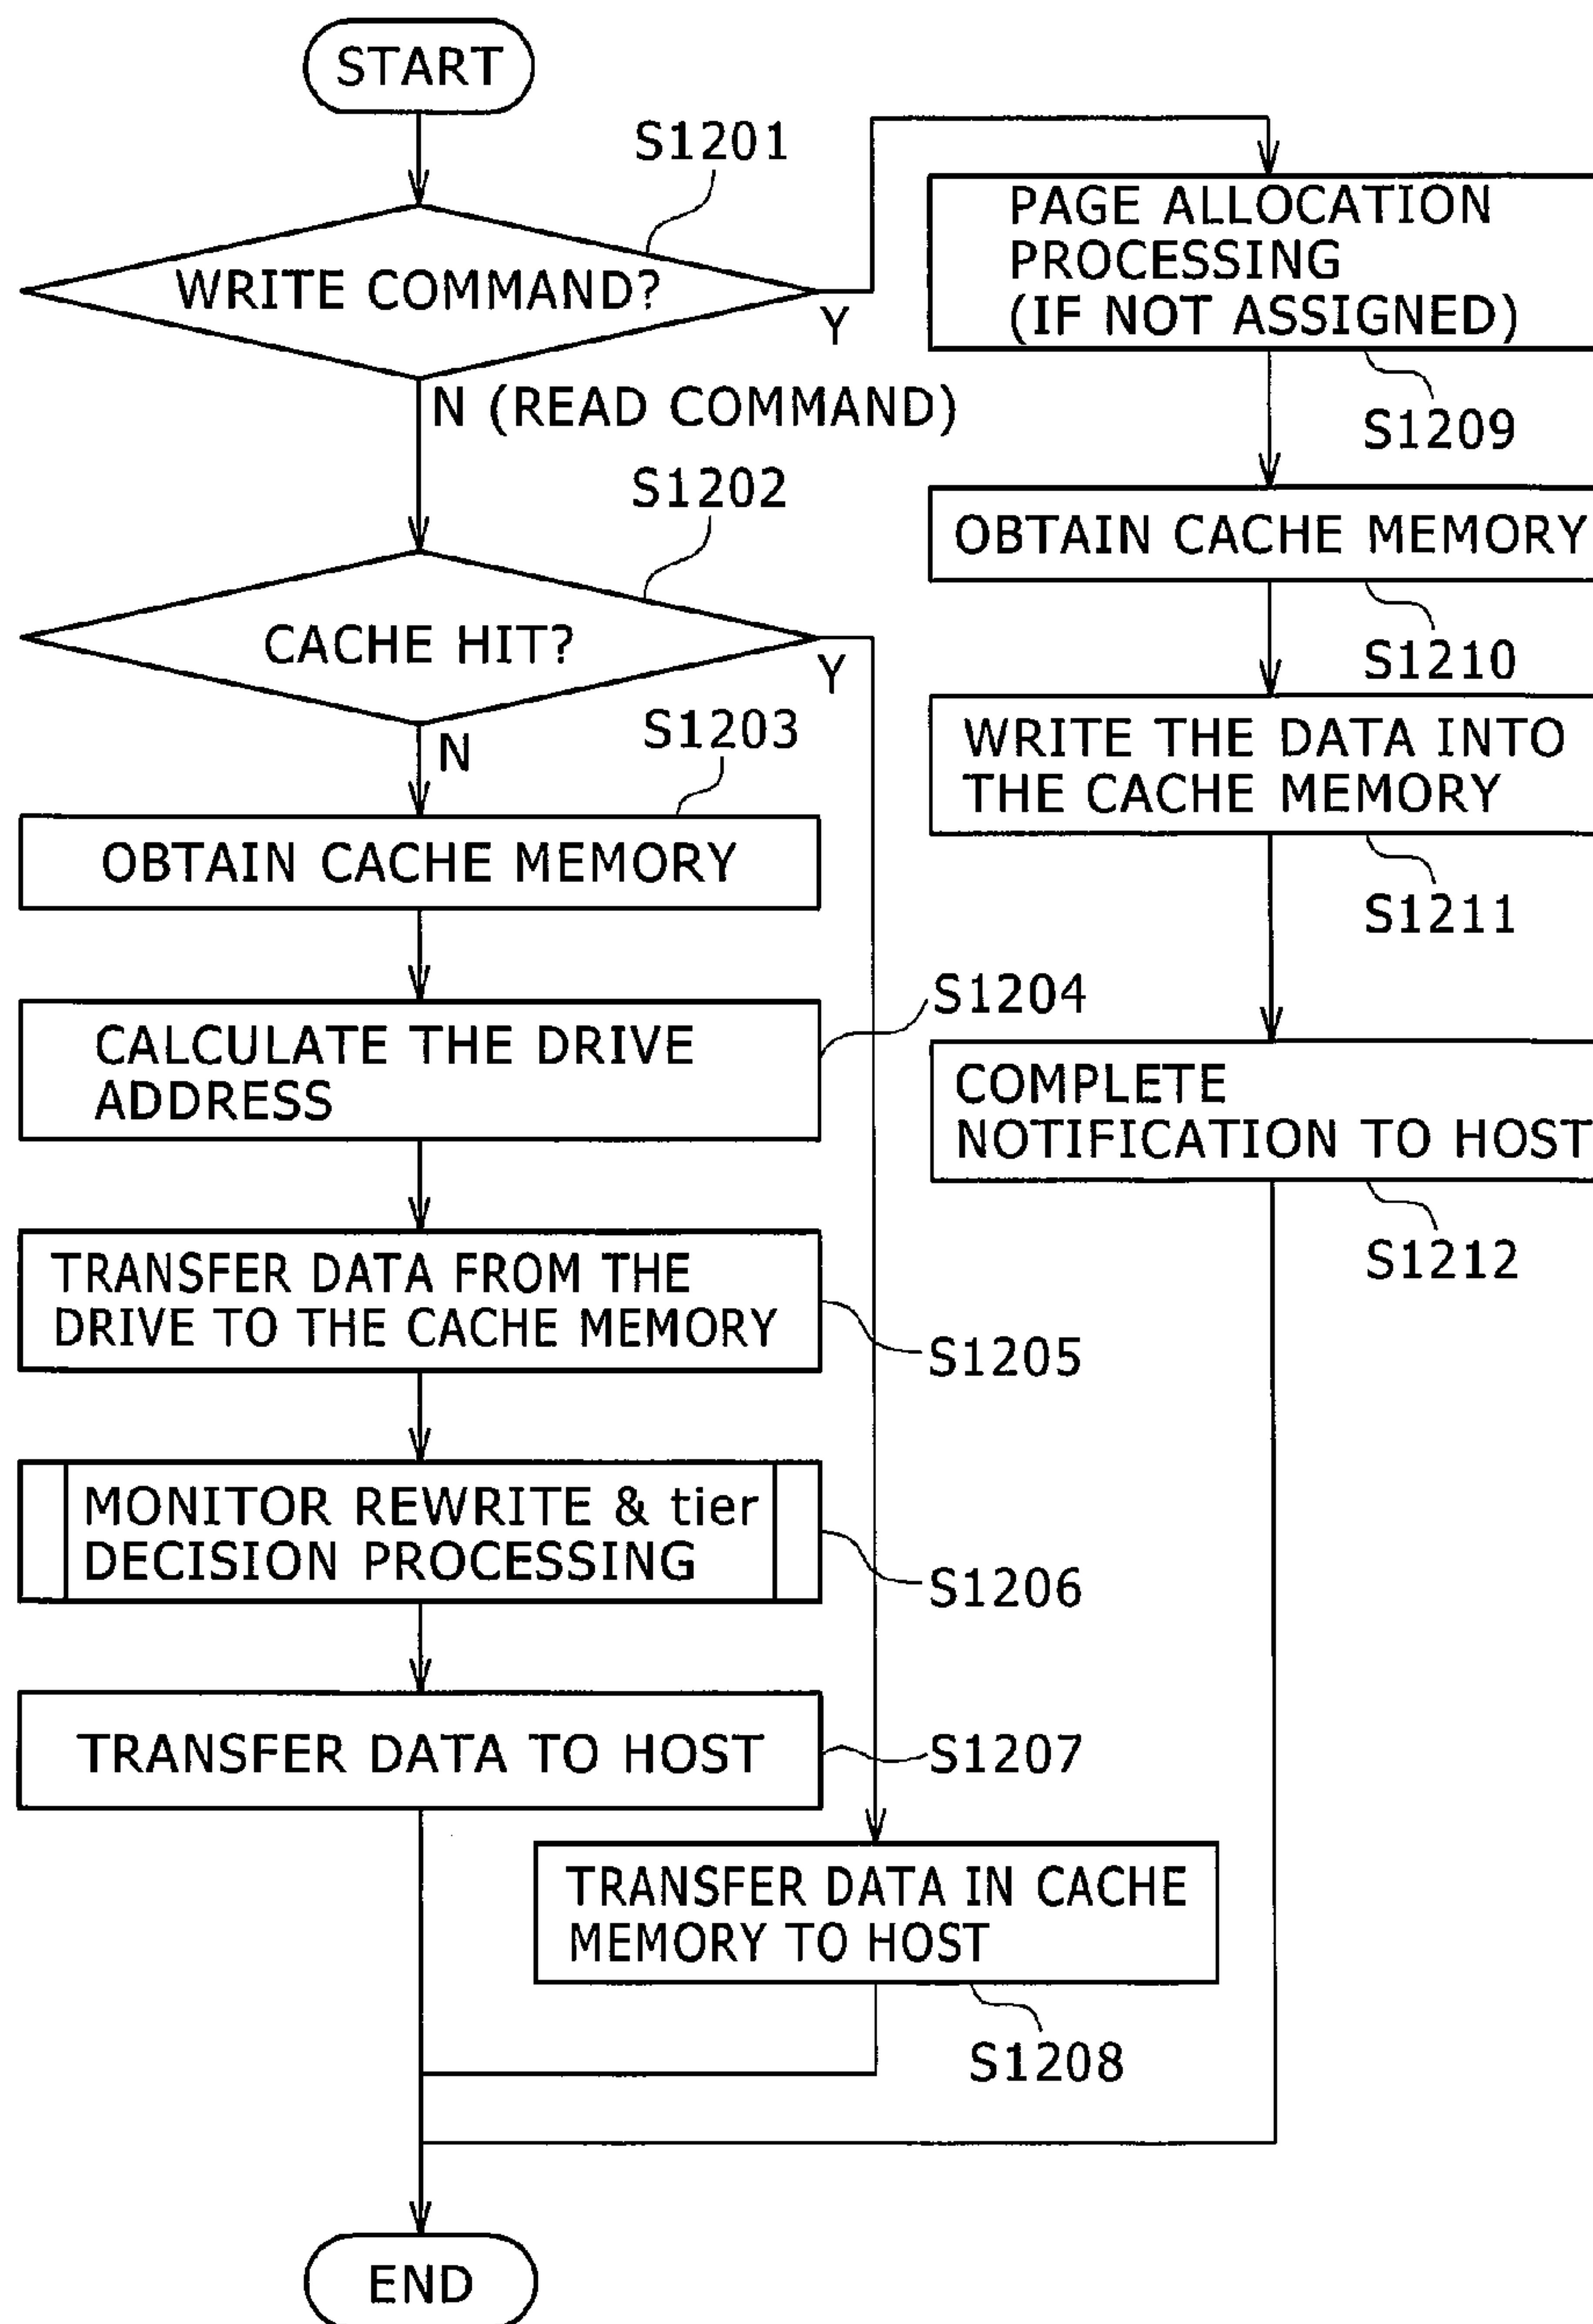 START
S1201
WRITE COMMAND?
Y
N (READ COMMAND)
S1202
CACHE HIT?
Y
N
S1203
OBTAIN CACHE MEMORY
CALCULATE THE DRIVE
ADDRESS
S1204
TRANSFER DATA FROM THE
DRIVE TO THE CACHE MEMORY
S1205
MONITOR REWRITE & tier
DECISION PROCESSING
S1206
TRANSFER DATA TO HOST
S1207
TRANSFER DATA IN CACHE
MEMORY TO HOST
S1208
PAGE ALLOCATION
PROCESSING
(IF NOT ASSIGNED)
S1209
OBTAIN CACHE MEMORY
S1210
WRITE THE DATA INTO
THE CACHE MEMORY
S1211
COMPLETE
NOTIFICATION TO HOST
S1212
END